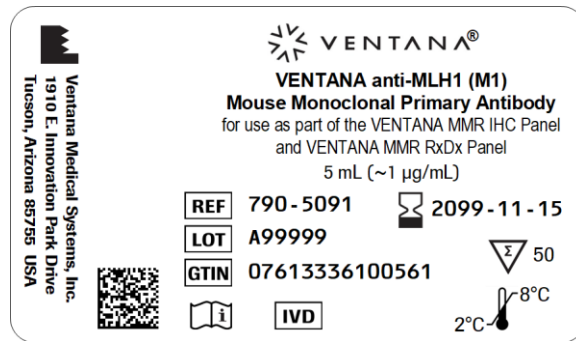 VENTANA®
VENTANA anti-MLH1 (M1)
Mouse Monoclonal Primary Antibody
for use as part of the VENTANA MMR IHC Panel
and VENTANA MMR RxDx Panel
5 mL (~1 µg/mL)
REF 790-5091 2099-11-15
LOT A99999
Σ 50
GTIN 07613336100561
i IVD
8°C
2°C
Ventana Medical Systems, Inc.
1910 E. Innovation Park Drive
Tucson, Arizona 85755 USA